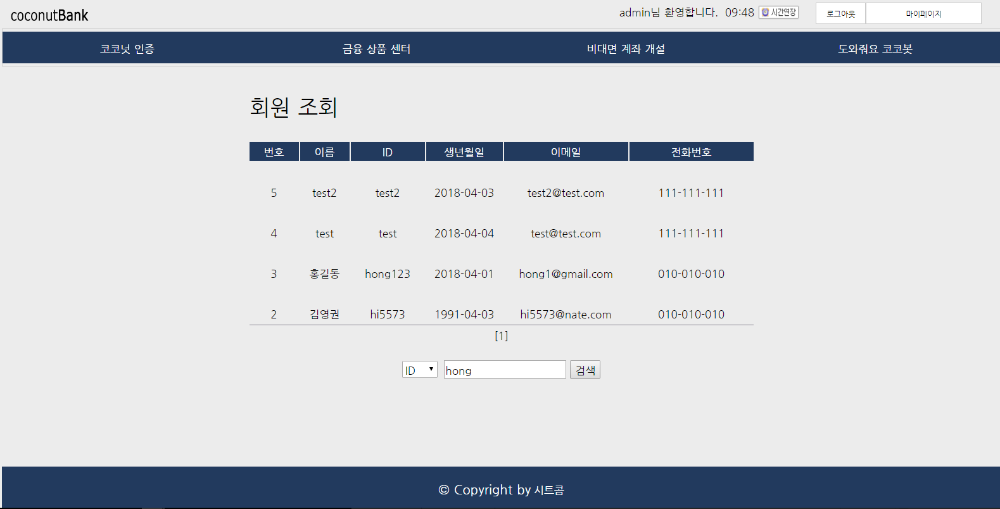 coconutBank admin님 환영합니다. 09:48 시간연장 로그아웃 마이페이지
코코넛 인증 금융 상품 센터 비대면 계좌 개설 도와줘요 코코봇
회원 조회
번호 이름 ID 생년월일 이메일 전화번호
5 test2 test2 2018-04-03 test2@test.com 111-111-111
4 test test 2018-04-04 test@test.com 111-111-111
3 홍길동 hong123 2018-04-01 hong1@gmail.com 010-010-010
2 김영권 hi5573 1991-04-03 hi5573@nate.com 010-010-010
[1]
ID hong 검색
© Copyright by 시트콤